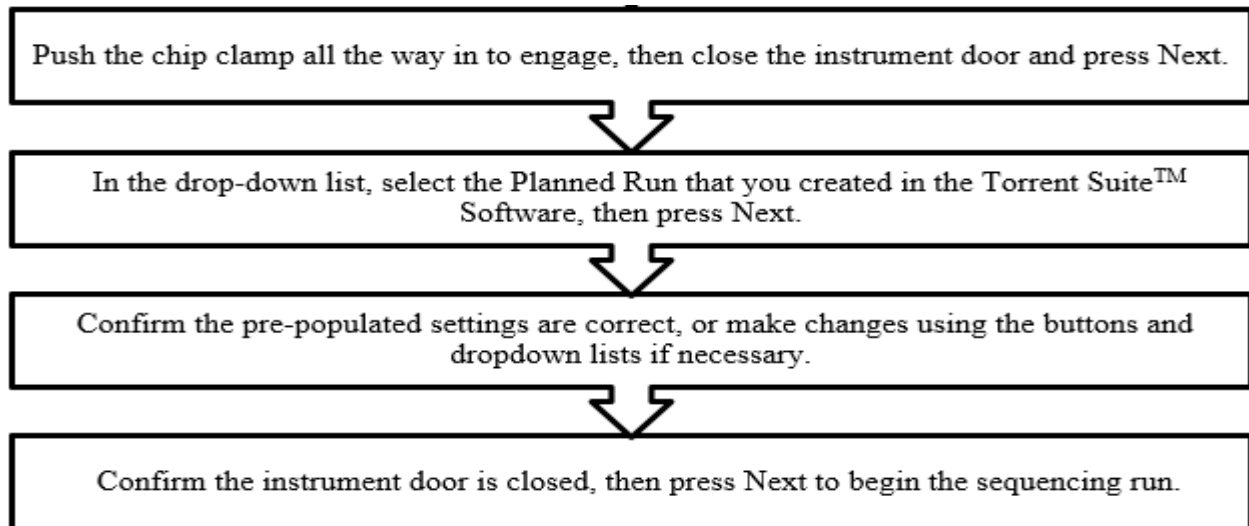 Push the chip clamp all the way in to engage, then close the instrument door and press Next.
In the drop-down list, select the Planned Run that you created in the Torrent Suite™
Software, then press Next.
Confirm the pre-populated settings are correct, or make changes using the buttons and
dropdown lists if necessary.
Confirm the instrument door is closed, then press Next to begin the sequencing run.